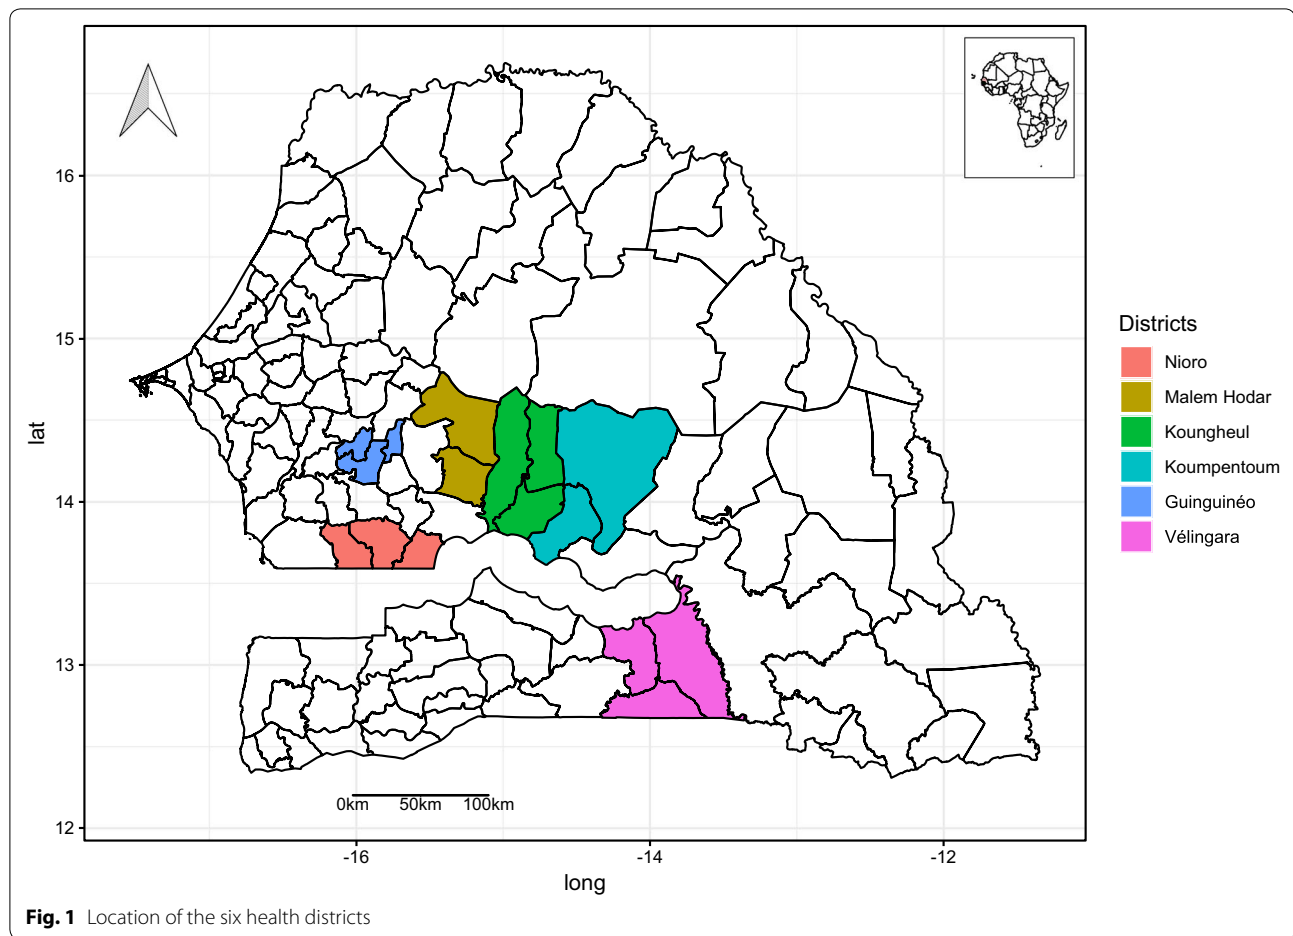 16
15
14
13
12
lat
-16
-14
-12
long
0km 50km 100km
Districts
Nioro
Malem Hodar
Koungheul
Koumpentoum
Guinguinéo
Vélingara
Fig. 1 Location of the six health districts